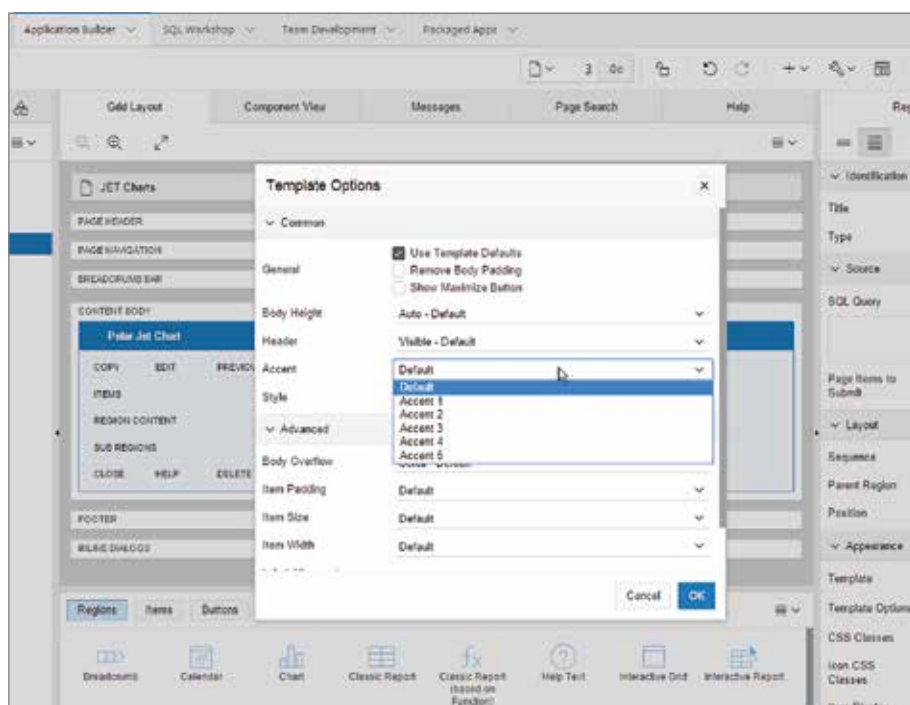 Application Builder
SQL Workshop
Team Development
Packaged Apps
3
Go
Grid Layout
Component View
Messages
Page Search
Help
Reg
JET Charts
PAGE HEADER
PAGE NAVIGATION
BREADCRUMB BAR
CONTENT BODY
Polar Jet Chart
COPY EDIT PREVIOU
ITEMS
REGION CONTENT
SUB REGIONS
CLOSE HELP DELETE
FOOTER
INLINE DIALOGS
Template Options
Common
General
Use Template Defaults
Remove Body Padding
Show Maximize Button
Body Height Auto - Default
Header Visible - Default
Accent Default
Default
Accent 1
Accent 2
Accent 3
Accent 4
Accent 5
Style
Advanced
Body Overflow
Item Padding Default
Item Size Default
Item Width Default
Cancel OK
Identification
Title
Type
Source
SQL Query
Page Items to
Submit
Layout
Sequence
Parent Region
Position
Appearance
Template
Template Options
CSS Classes
Icon CSS
Classes
Regions Items Buttons
Breadcrumb
Calendar
Chart
Classic Report
Classic Report
(based on
Function)
Help Text
Interactive Grid
Interactive Report